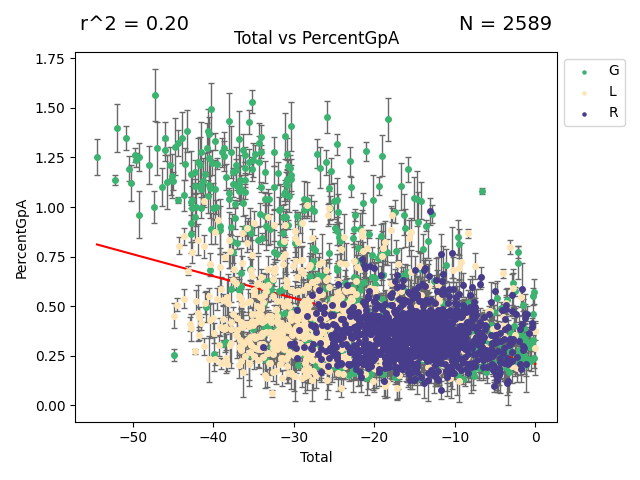 r^2 = 0.20
N = 2589
Total vs PercentGpA
1.75
1.50
1.25
1.00
0.75
0.50
0.25
0.00
PercentGpA
−50
−40
−30
−20
−10
0
Total
G
L
R